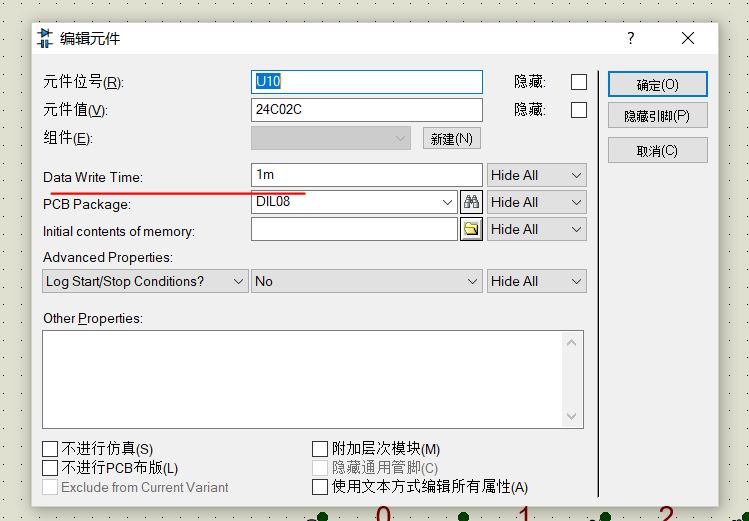 编辑元件 ?
元件位号(R): U10 隐藏:
元件值(V): 24C02C 隐藏:
组件(E): 新建(N)
确定(O)
隐藏引脚(P)
取消(C)
Data Write Time: 1m Hide All
PCB Package: DIL08 Hide All
Initial contents of memory: Hide All
Advanced Properties:
Log Start/Stop Conditions? No Hide All
Other Properties:
不进行仿真(S) 附加层次模块(M)
不进行PCB布版(L) 隐藏通用管脚(C)
Exclude from Current Variant 使用文本方式编辑所有属性(A)
0 1 2